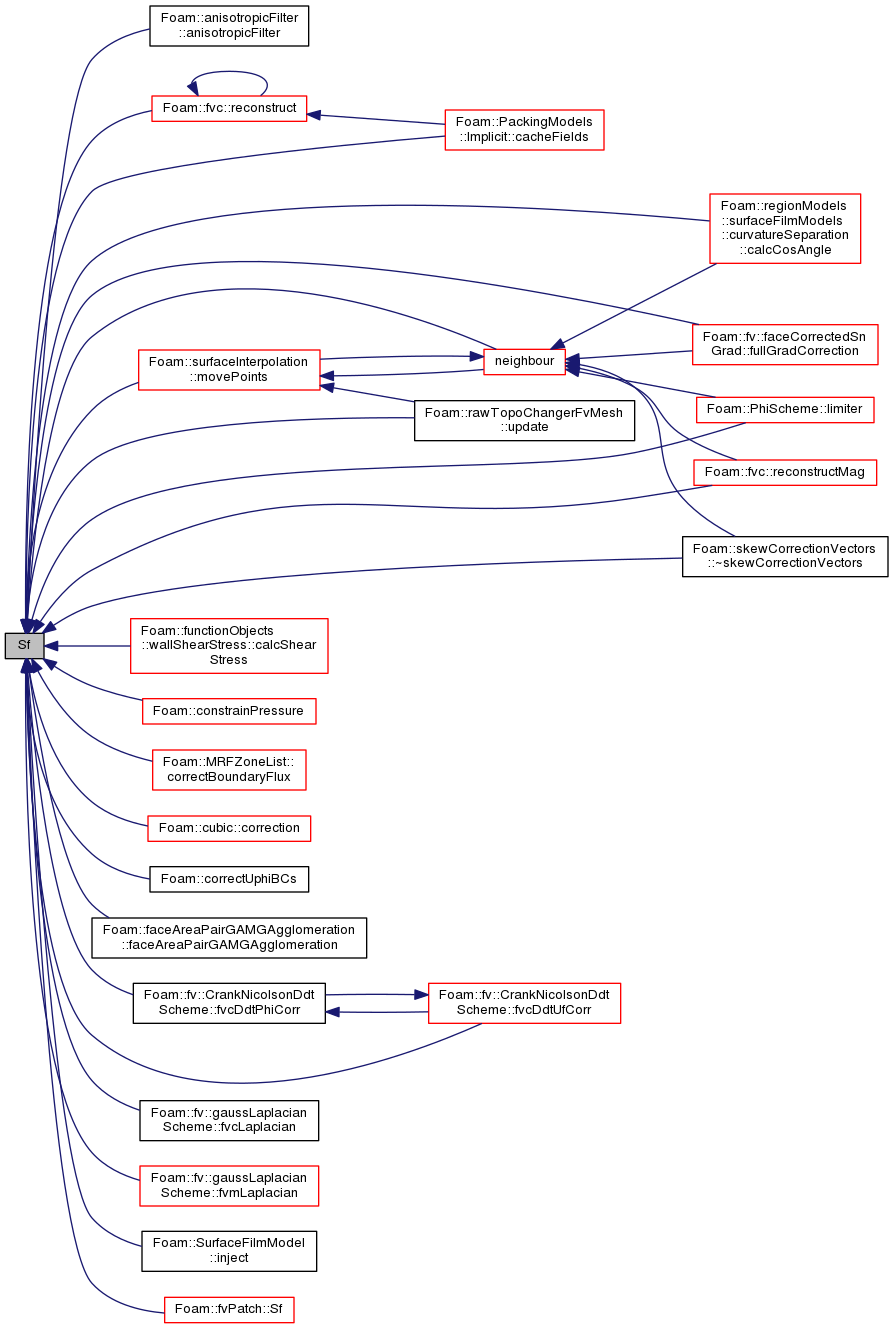 Foam::anisotropicFilter
::anisotropicFilter
Foam::fvc::reconstruct
Foam::PackingModels
::Implicit::cacheFields
Foam::regionModels
::surfaceFilmModels
::curvatureSeparation
::calcCosAngle
Foam::fv::faceCorrectedSn
Grad::fullGradCorrection
Foam::surfaceInterpolation
::movePoints
neighbour
Foam::rawTopoChangerFvMesh
::update
Foam::PhiScheme::limiter
Foam::fvc::reconstructMag
Foam::skewCorrectionVectors
::~skewCorrectionVectors
Sf
Foam::functionObjects
::wallShearStress::calcShear
Stress
Foam::constrainPressure
Foam::MRFZoneList::
correctBoundaryFlux
Foam::cubic::correction
Foam::correctUphiBCs
Foam::faceAreaPairGAMGAgglomeration
::faceAreaPairGAMGAgglomeration
Foam::fv::CrankNicolsonDdt
Scheme::fvcDdtPhiCorr
Foam::fv::CrankNicolsonDdt
Scheme::fvcDdtUfCorr
Foam::fv::gaussLaplacian
Scheme::fvcLaplacian
Foam::fv::gaussLaplacian
Scheme::fvmLaplacian
Foam::SurfaceFilmModel
::inject
Foam::fvPatch::Sf